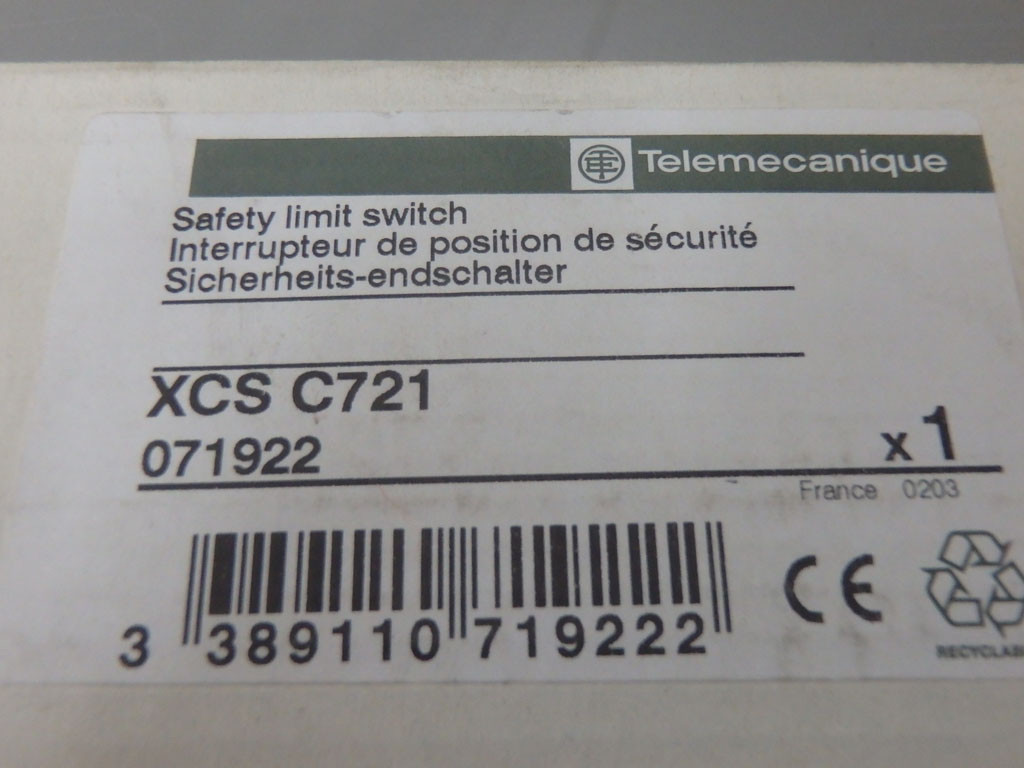 Telemecanique
Safety limit switch
Interrupteur de position de sécurité
Sicherheits-endschalter
XCS C721
071922
x 1
France 0203
3 389110 719222
CE